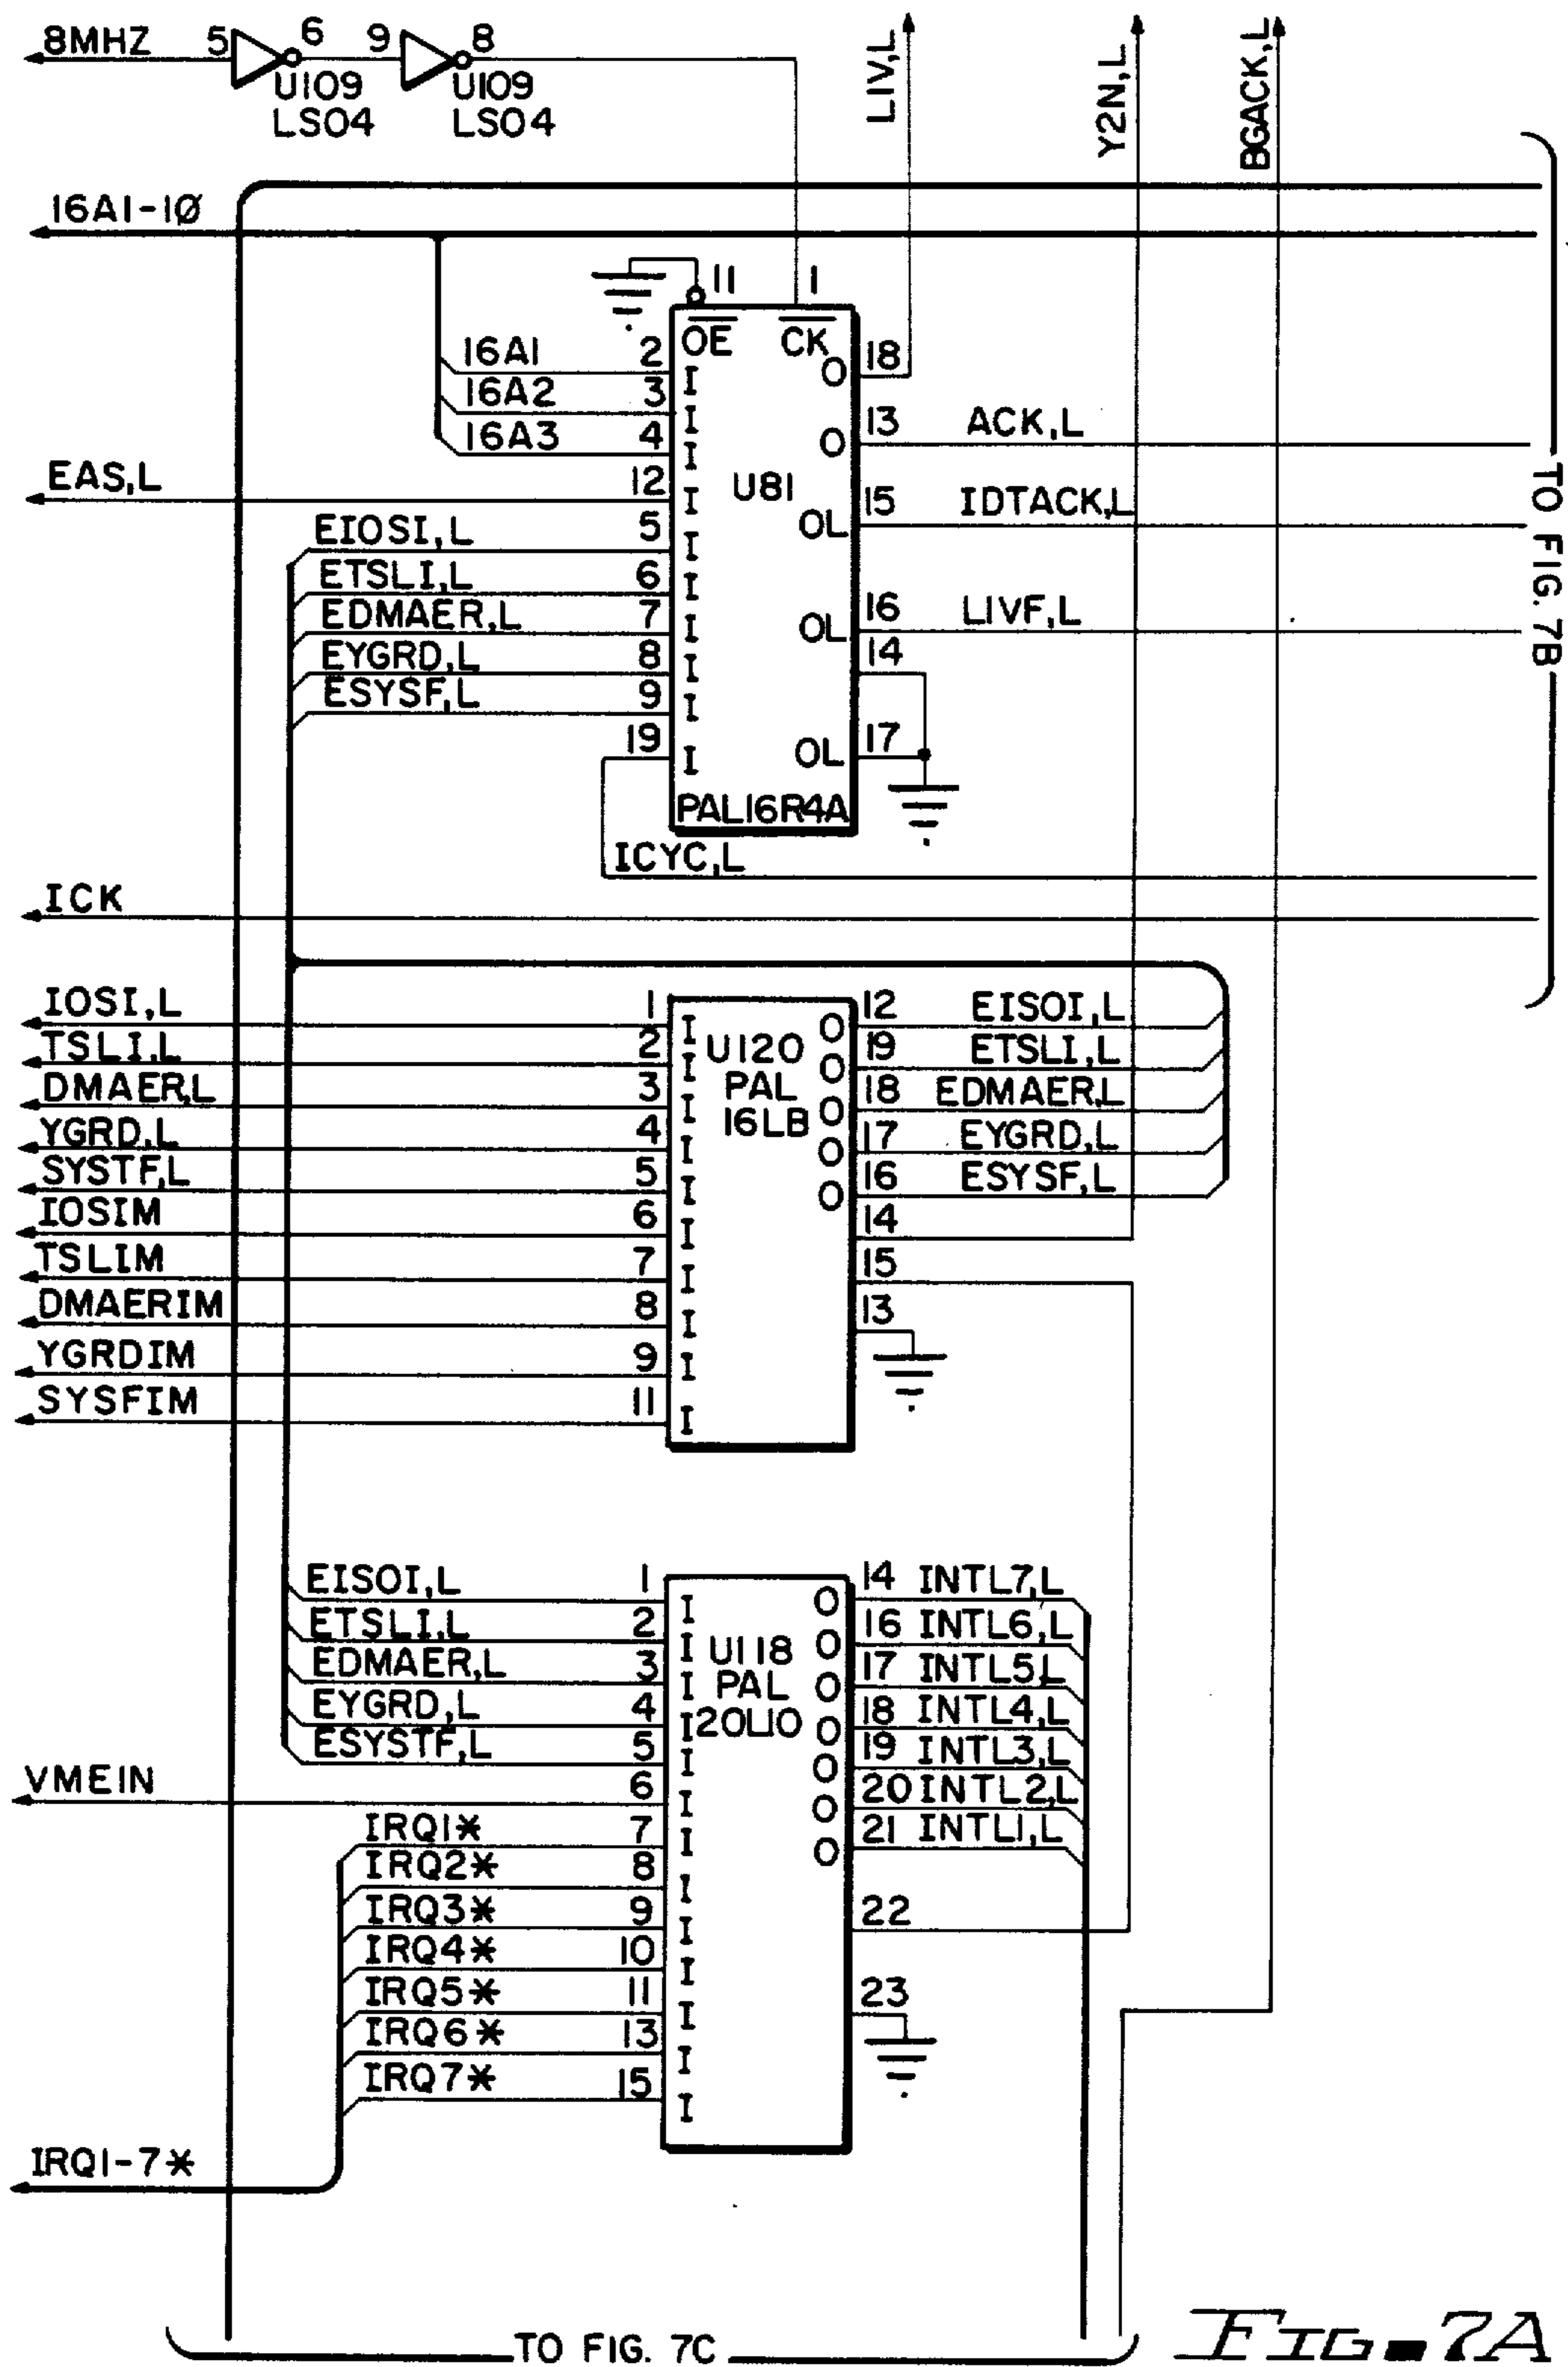 8MHZ 5 6 9 8
U109 U109
LS04 LS04
LIV,L
Y2N,L
BGACK,L
16A1-10
11 1
OE CK
16A1 2 I O 18
16A2 3 I
16A3 4 I O 13 ACK,L
EAS,L 12 I U81
OL 15 IDTACK,L
EIOSI,L 5 I
ETSLI,L 6 I
EDMAER,L 7 I OL 16 LIVF,L
EYGRD,L 8 I 14
ESYSF,L 9 I
19 I OL 17
PAL16R4A
ICYC,L
TO FIG. 7B
ICK
IOSI,L 1 I O 12 EISOI,L
TSLI,L 2 I U120 O 19 ETSLI,L
DMAER,L 3 I PAL O 18 EDMAER,L
YGRD,L 4 I 16LB O 17 EYGRD,L
SYSTF,L 5 I O 16 ESYSF,L
IOSIM 6 I 14
TSLIM 7 I 15
DMAERIM 8 I 13
YGRDIM 9 I
SYSFIM 11 I
EISOI,L 1 I O 14 INTL7,L
ETSLI,L 2 I U118 O 16 INTL6,L
EDMAER,L 3 I PAL O 17 INTL5,L
EYGRD,L 4 I 20L10 O 18 INTL4,L
ESYSTF,L 5 I O 19 INTL3,L
VMEIN 6 I O 20 INTL2,L
IRQ1* 7 I O 21 INTL1,L
IRQ2* 8 I
IRQ3* 9 I 22
IRQ4* 10 I
IRQ5* 11 I 23
IRQ6* 13 I
IRQ7* 15 I
IRQ1-7*
TO FIG. 7C
FIG. 7A